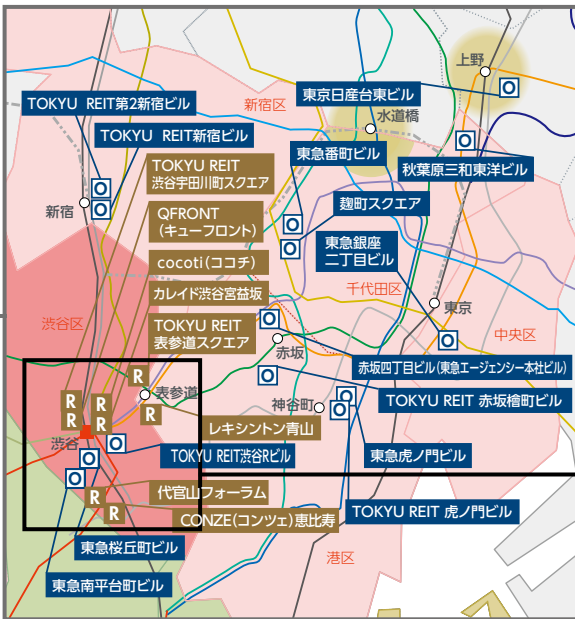 上野
東京日産台東ビル
TOKYU REIT第2新宿ビル
新宿区
水道橋
TOKYU REIT新宿ビル
東急番町ビル
秋葉原三和東洋ビル
TOKYU REIT
渋谷宇田川町スクエア
麹町スクエア
新宿
QFRONT
(キューフロント)
東急銀座
二丁目ビル
cocoti(ココチ)
千代田区
カレイド渋谷宮益坂
東京
渋谷区
TOKYU REIT
表参道スクエア
中央区
赤坂
赤坂四丁目ビル(東急エージェンシー本社ビル)
R
O
表参道
TOKYU REIT 赤坂檜町ビル
神谷町
レキシントン青山
渋谷
TOKYU REIT渋谷Rビル
東急虎ノ門ビル
代官山フォーラム
CONZE(コンツェ)恵比寿
TOKYU REIT 虎ノ門ビル
東急桜丘町ビル
港区
東急南平台町ビル